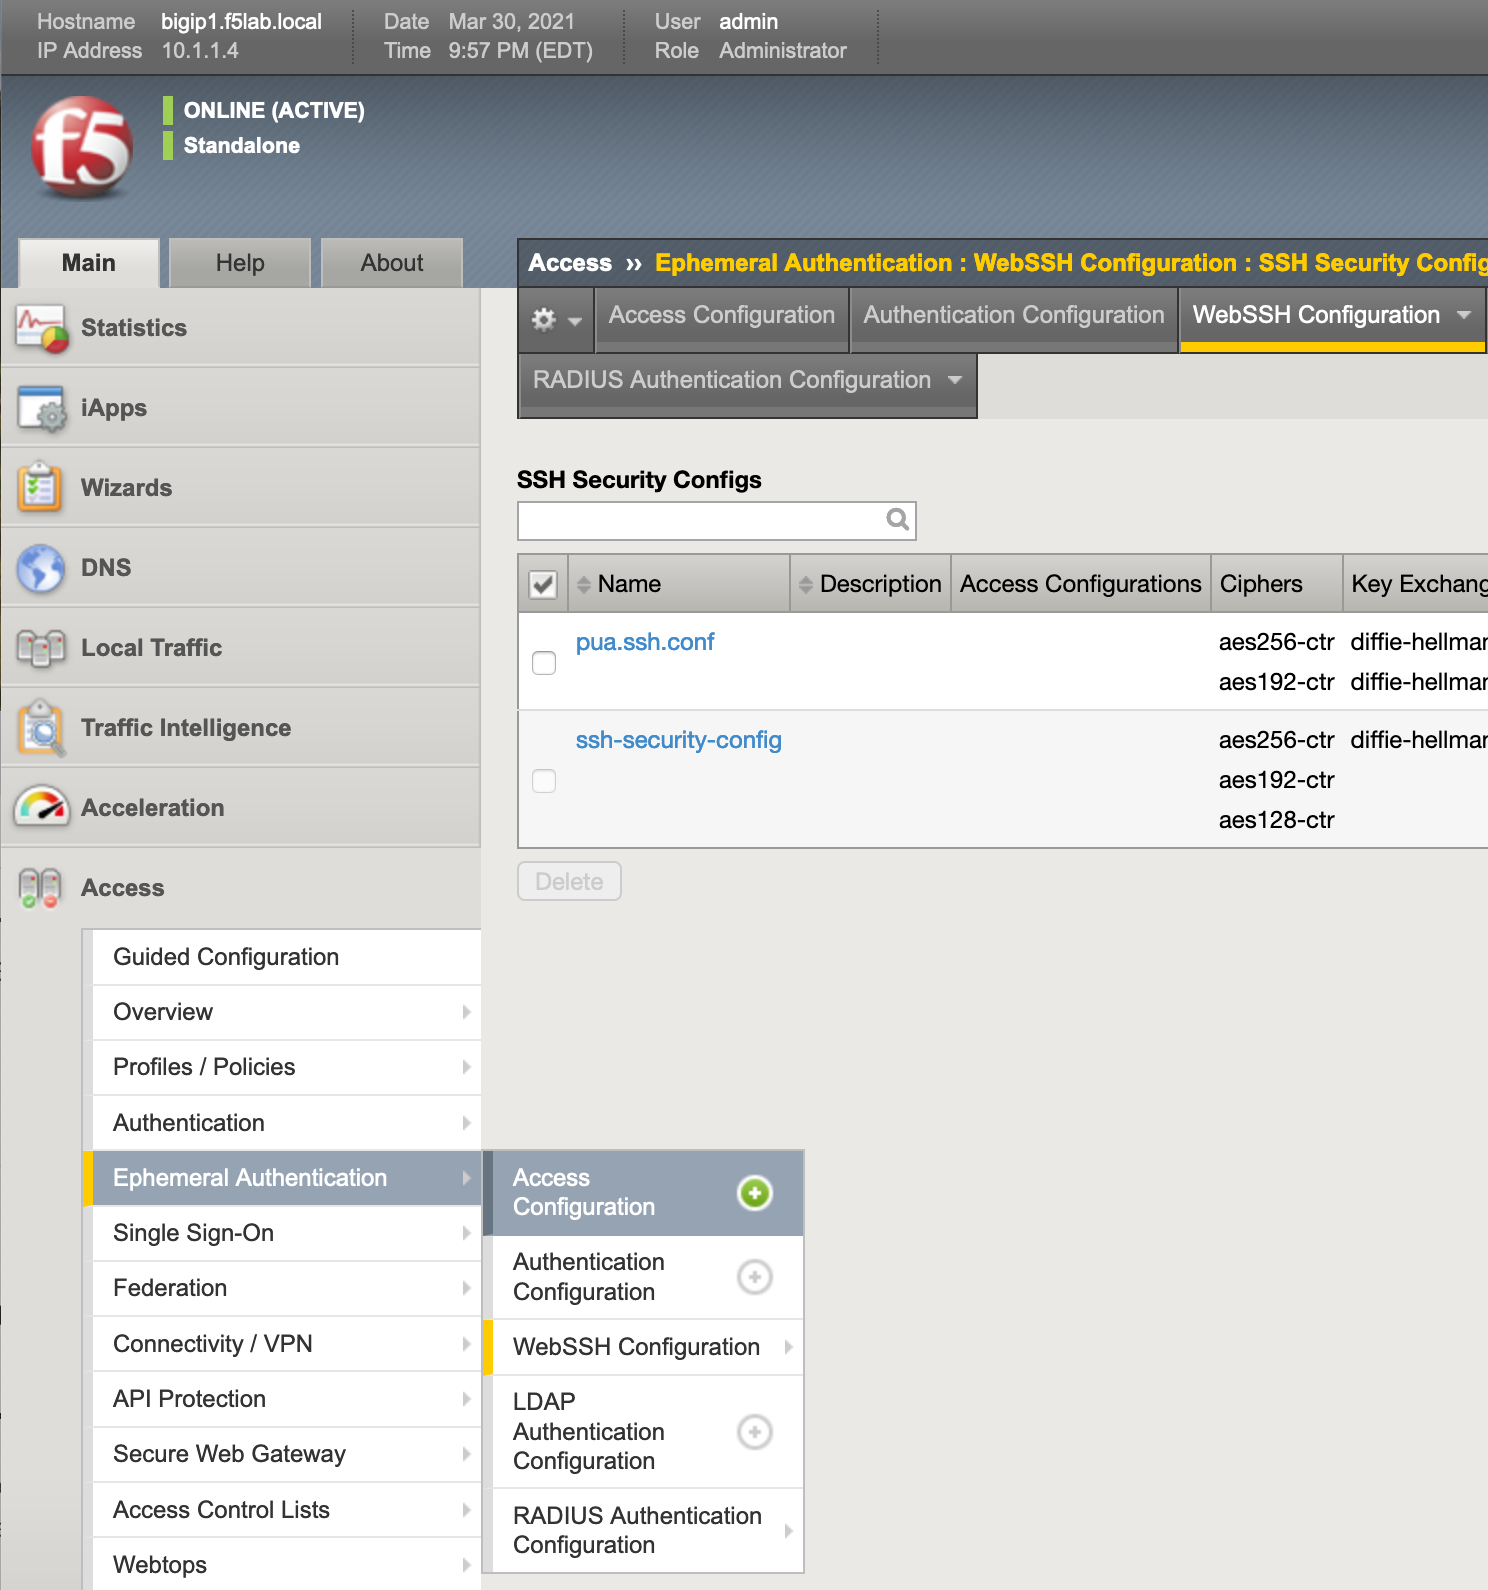 Hostname bigip1.f5lab.local Date Mar 30, 2021 User admin
IP Address 10.1.1.4 Time 9:57 PM (EDT) Role Administrator
f5
ONLINE (ACTIVE)
Standalone
Main Help About
Access ›› Ephemeral Authentication : WebSSH Configuration : SSH Security Config
Access Configuration Authentication Configuration WebSSH Configuration
RADIUS Authentication Configuration
Statistics
iApps
Wizards
DNS
Local Traffic
Traffic Intelligence
Acceleration
Access
SSH Security Configs
Name Description Access Configurations Ciphers Key Exchang
pua.ssh.conf aes256-ctr diffie-hellmar
aes192-ctr diffie-hellmar
ssh-security-config aes256-ctr diffie-hellmar
aes192-ctr
aes128-ctr
Delete
Guided Configuration
Overview
Profiles / Policies
Authentication
Ephemeral Authentication
Single Sign-On
Federation
Connectivity / VPN
API Protection
Secure Web Gateway
Access Control Lists
Webtops
Access
Configuration
Authentication
Configuration
WebSSH Configuration
LDAP
Authentication
Configuration
RADIUS Authentication
Configuration